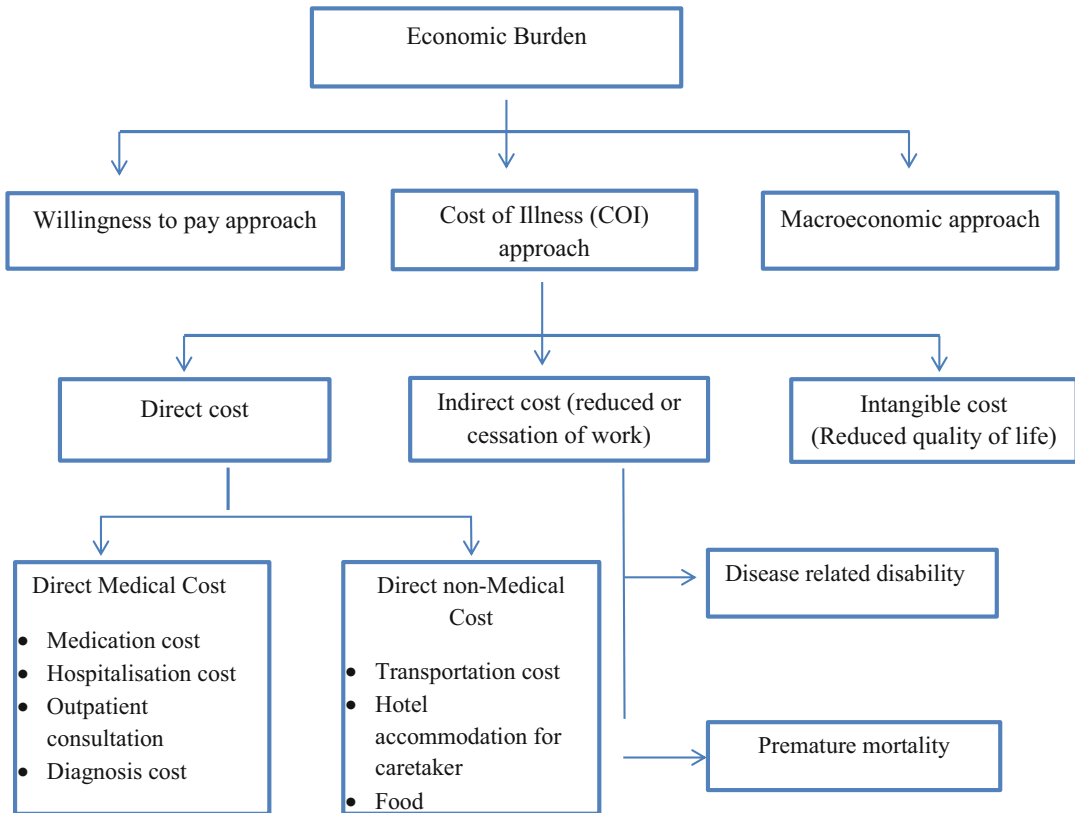 Economic Burden
Willingness to pay approach
Cost of Illness (COI)
approach
Macroeconomic approach
Direct cost
Indirect cost (reduced or
cessation of work)
Intangible cost
(Reduced quality of life)
Direct Medical Cost
• Medication cost
• Hospitalisation cost
• Outpatient
consultation
• Diagnosis cost
Direct non-Medical
Cost
• Transportation cost
• Hotel
accommodation for
caretaker
• Food
Disease related disability
Premature mortality